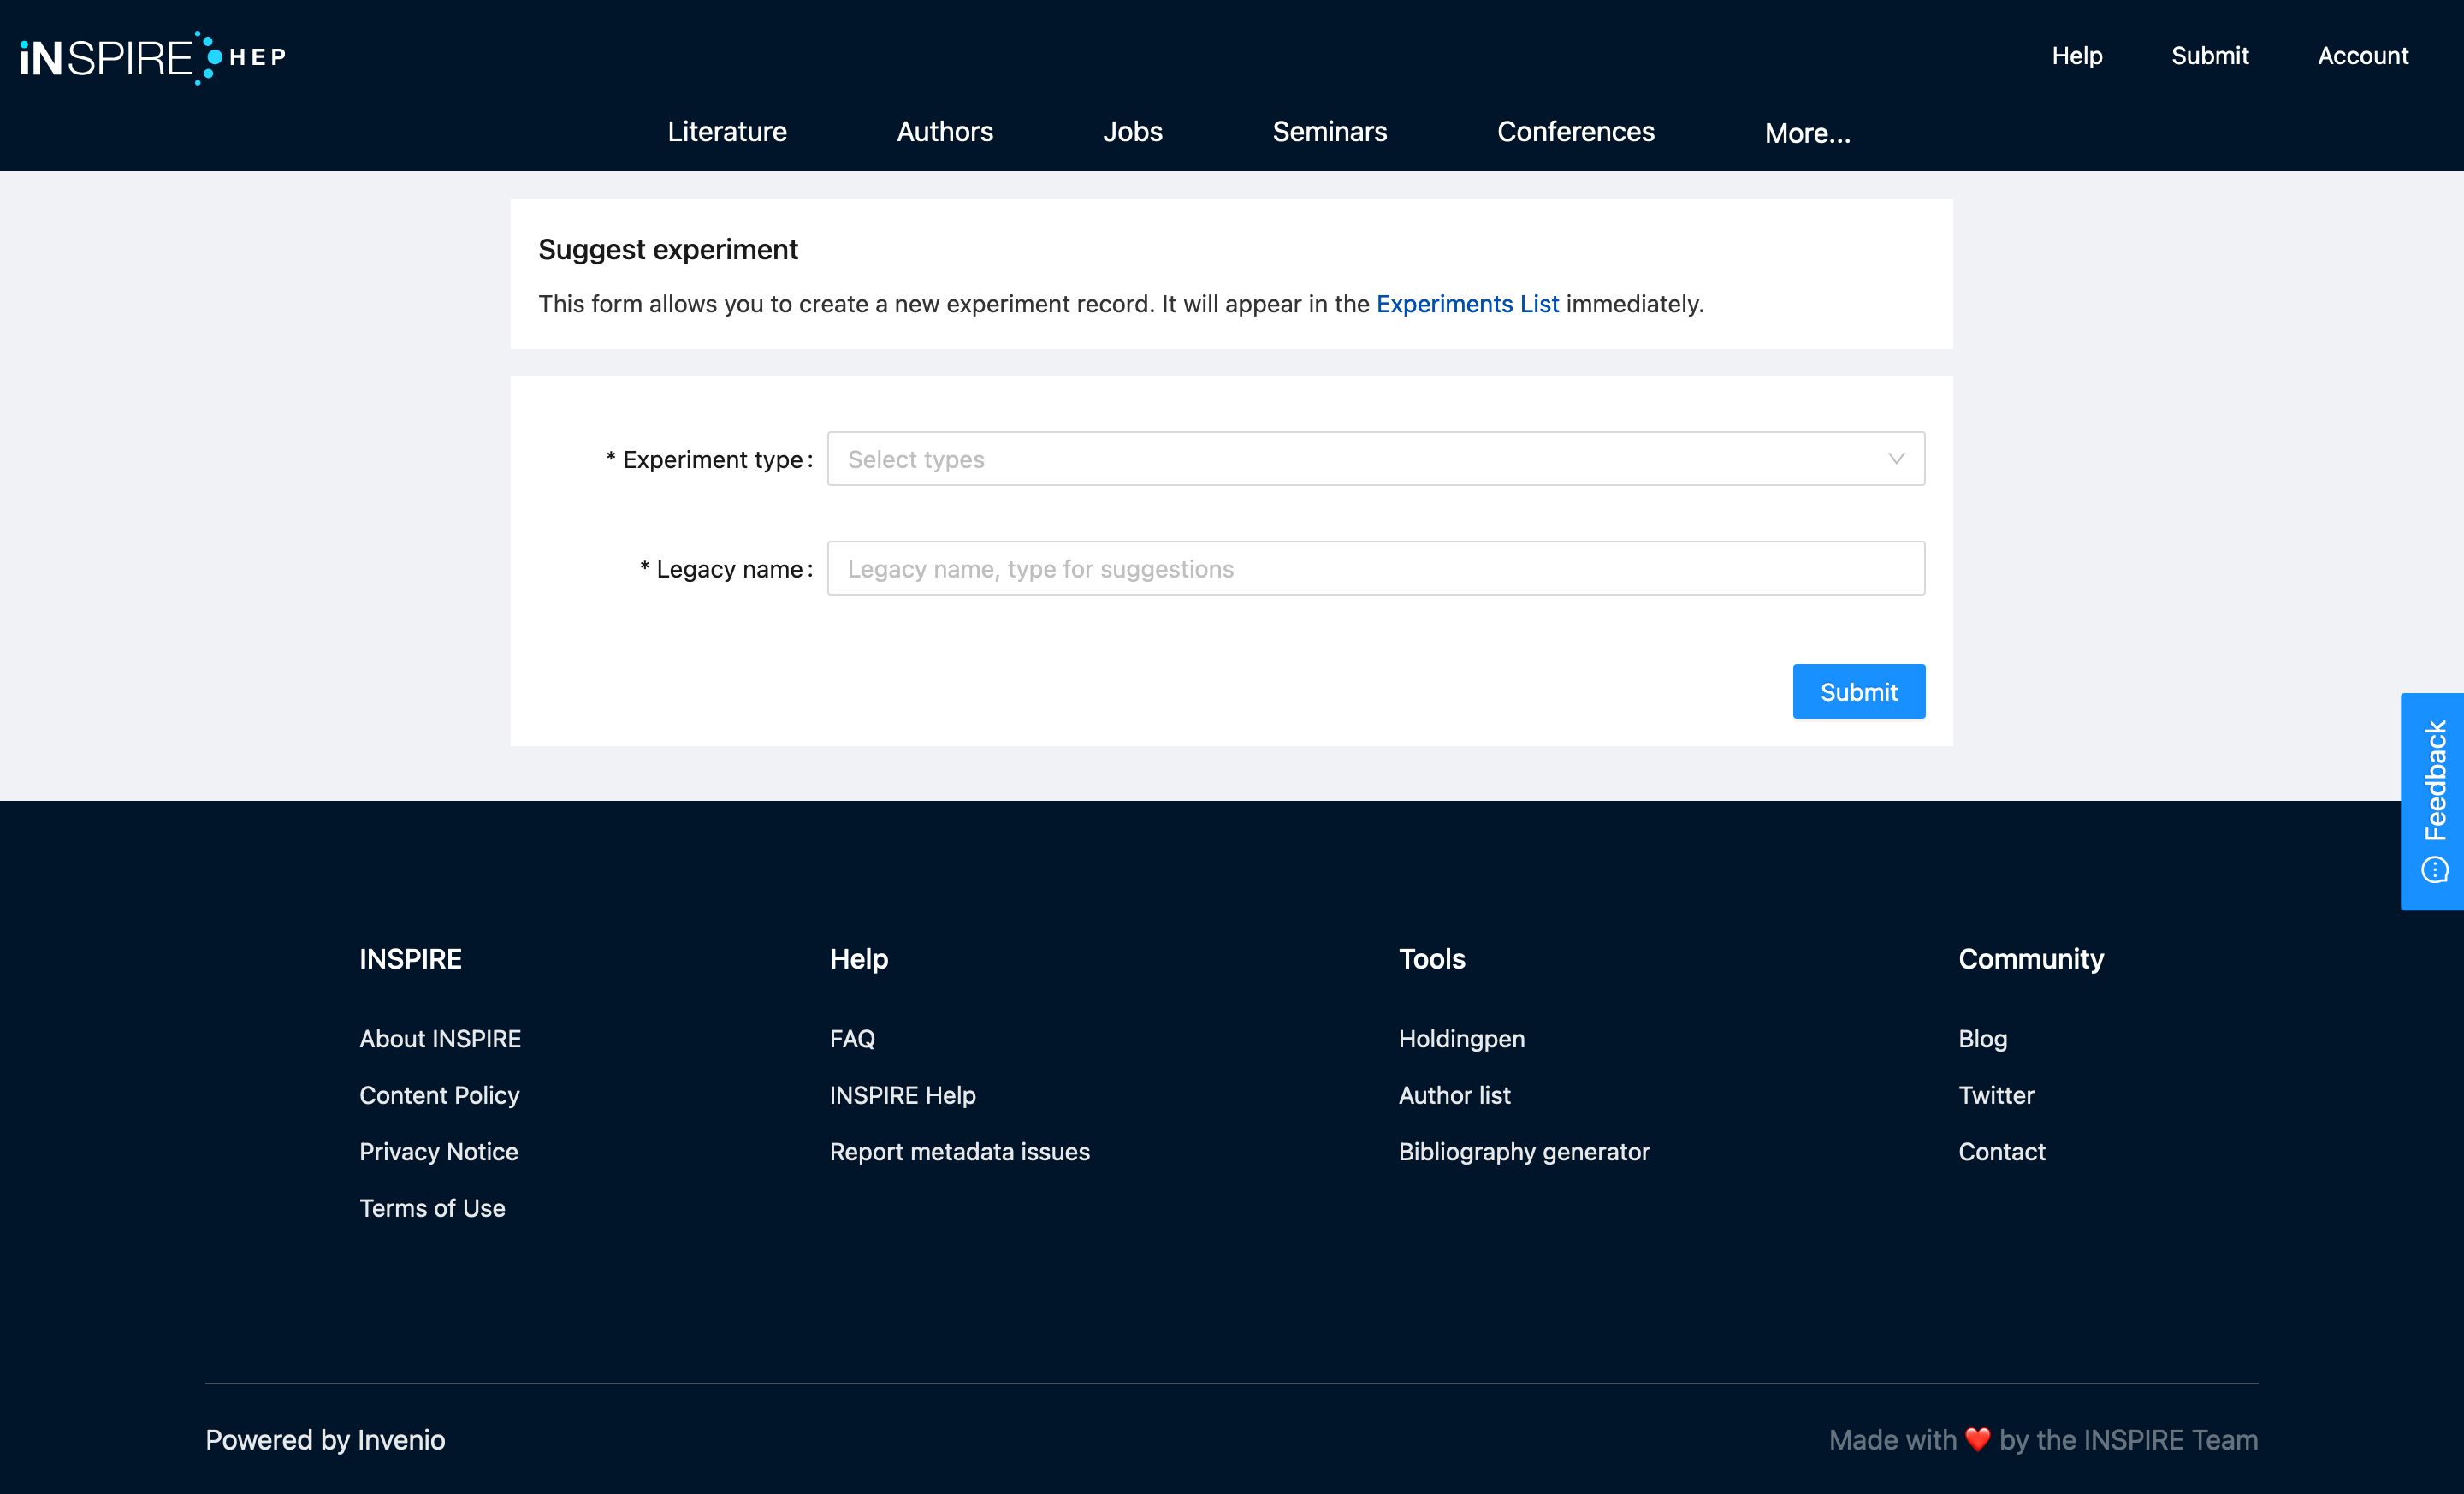 iNSPIRE HEP
Help Submit Account
Literature Authors Jobs Seminars Conferences More...
Suggest experiment
This form allows you to create a new experiment record. It will appear in the Experiments List immediately.
* Experiment type: Select types
* Legacy name: Legacy name, type for suggestions
Submit
Feedback
INSPIRE
About INSPIRE
Content Policy
Privacy Notice
Terms of Use
Help
FAQ
INSPIRE Help
Report metadata issues
Tools
Holdingpen
Author list
Bibliography generator
Community
Blog
Twitter
Contact
Powered by Invenio
Made with ❤️ by the INSPIRE Team